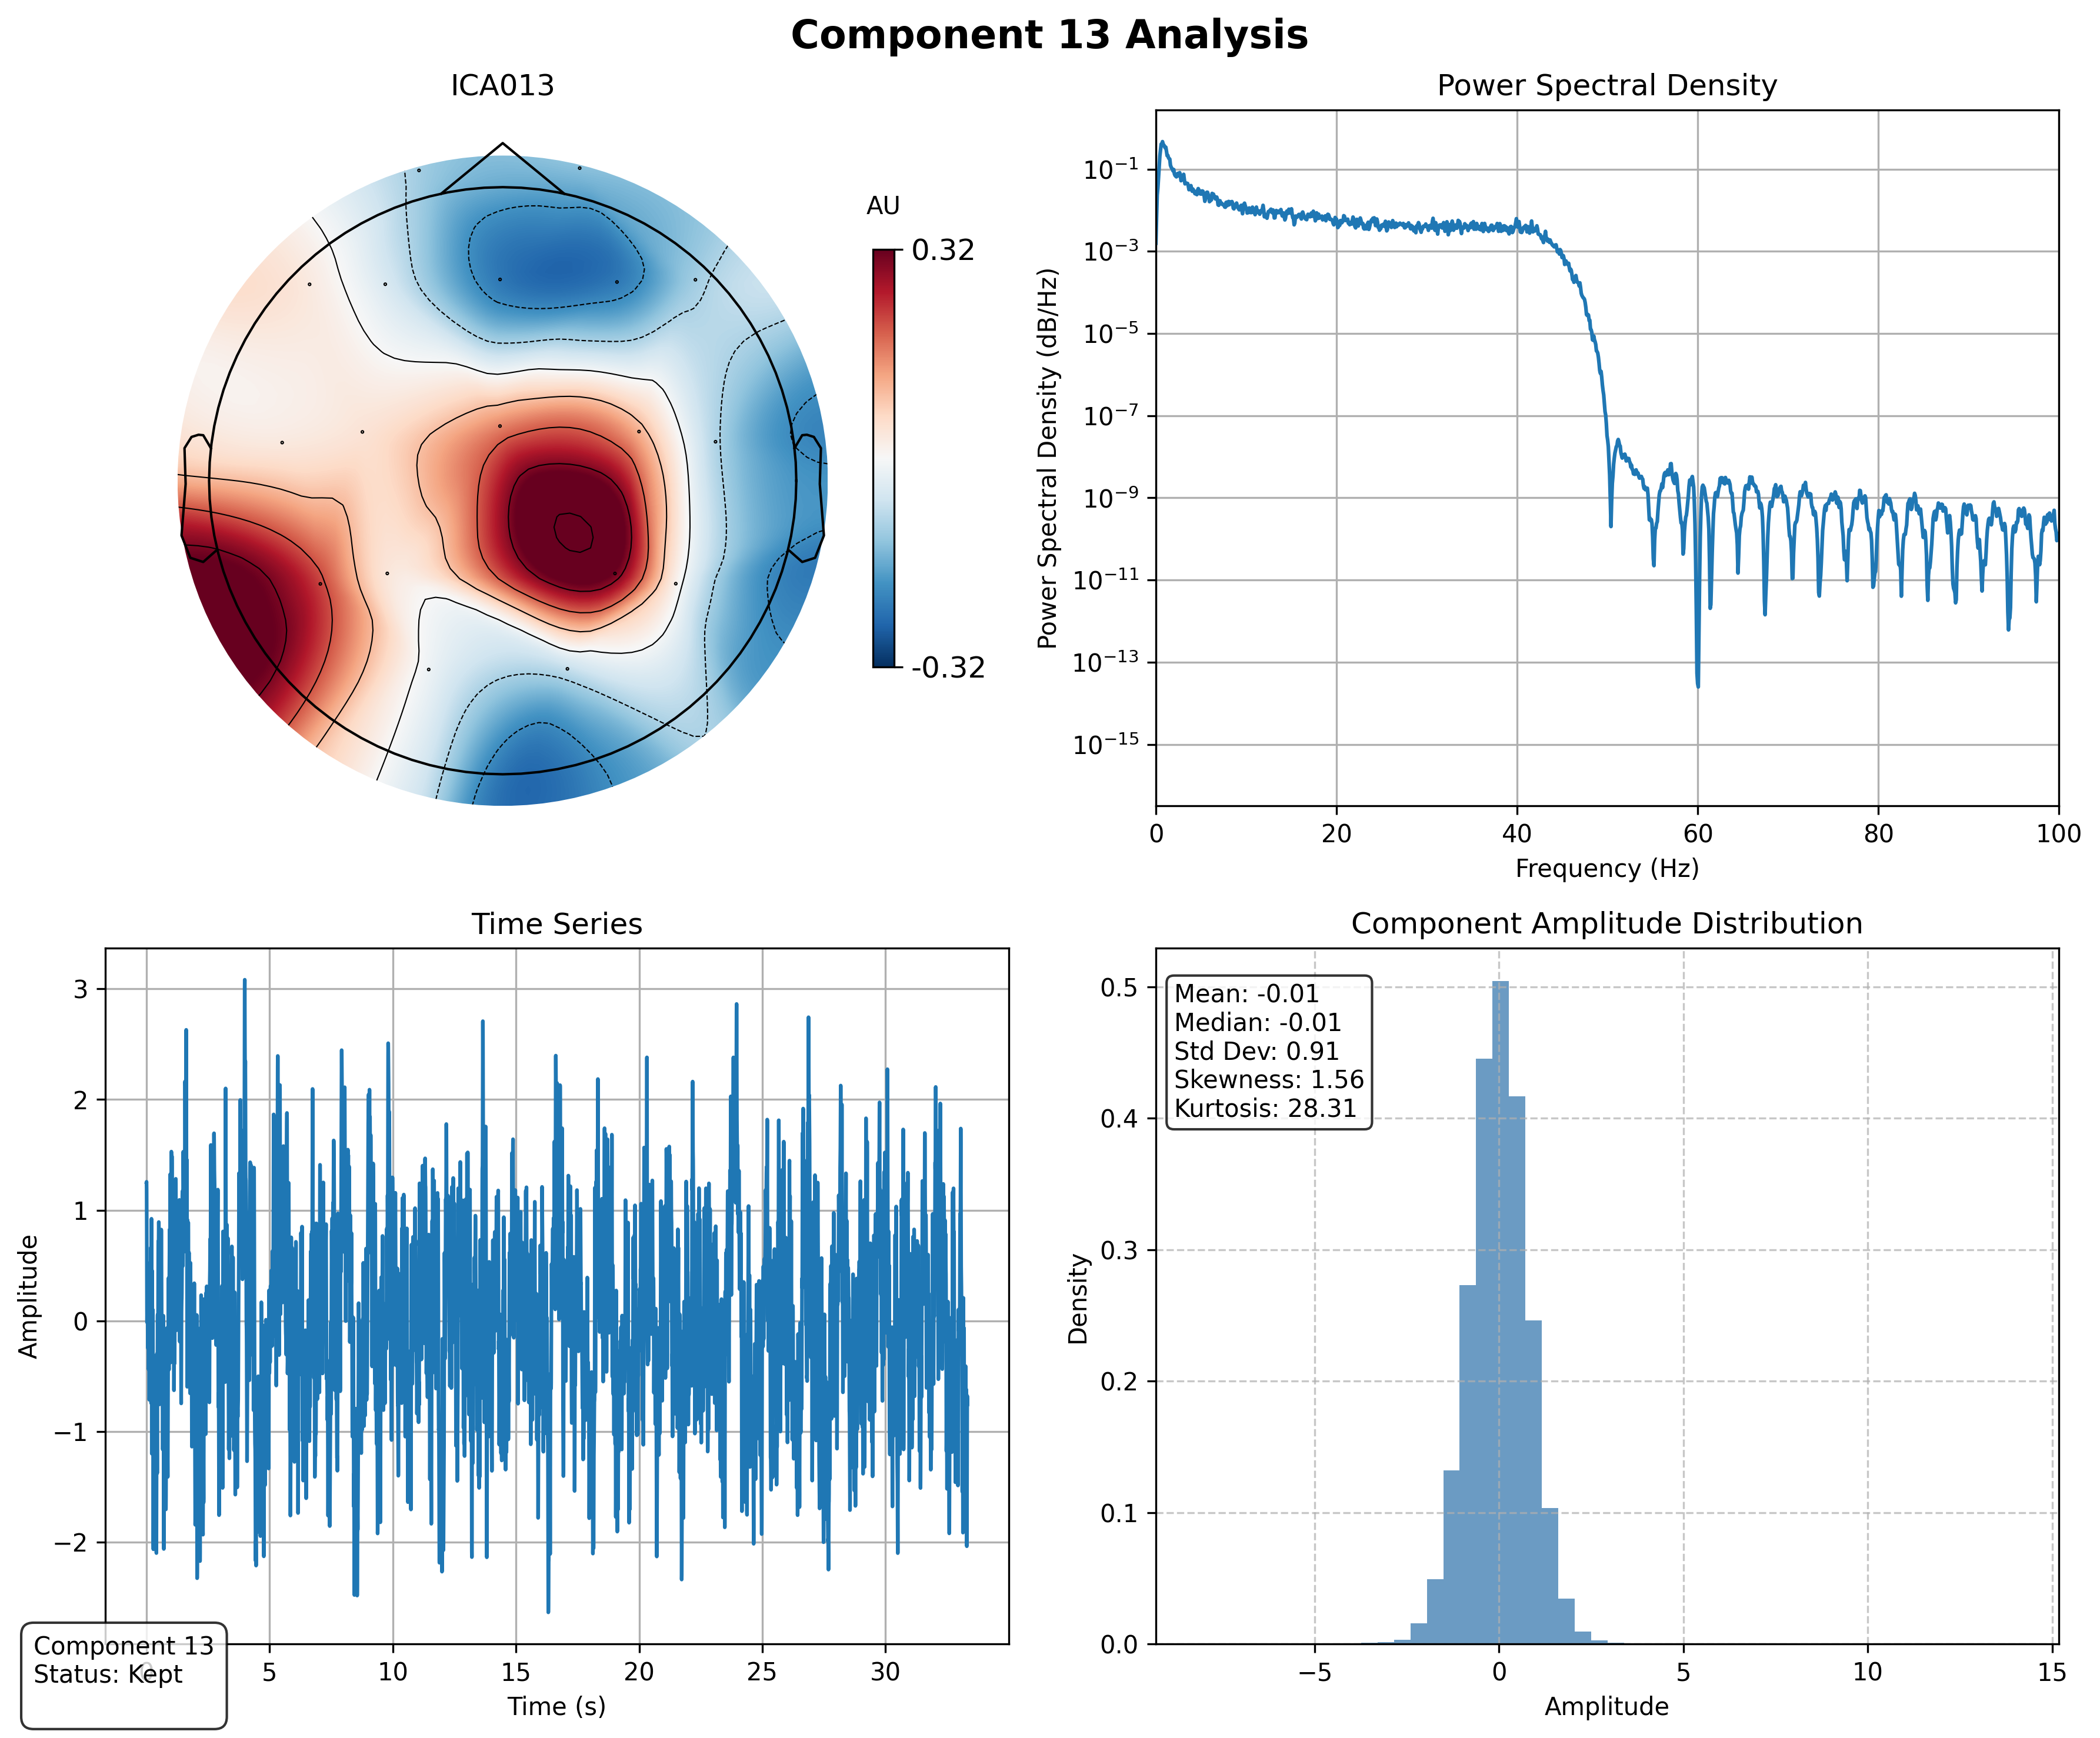 Component 13 Analysis
ICA013
AU
0.32
-0.32
Power Spectral Density
Power Spectral Density (dB/Hz)
10⁻¹
10⁻³
10⁻⁵
10⁻⁷
10⁻⁹
10⁻¹¹
10⁻¹³
10⁻¹⁵
0 20 40 60 80 100
Frequency (Hz)
Time Series
Amplitude
3
2
1
0
−1
−2
0 5 10 15 20 25 30
Time (s)
Component 13
Status: Kept
Component Amplitude Distribution
Mean: -0.01
Median: -0.01
Std Dev: 0.91
Skewness: 1.56
Kurtosis: 28.31
Density
0.5
0.4
0.3
0.2
0.1
0.0
−5 0 5 10 15
Amplitude